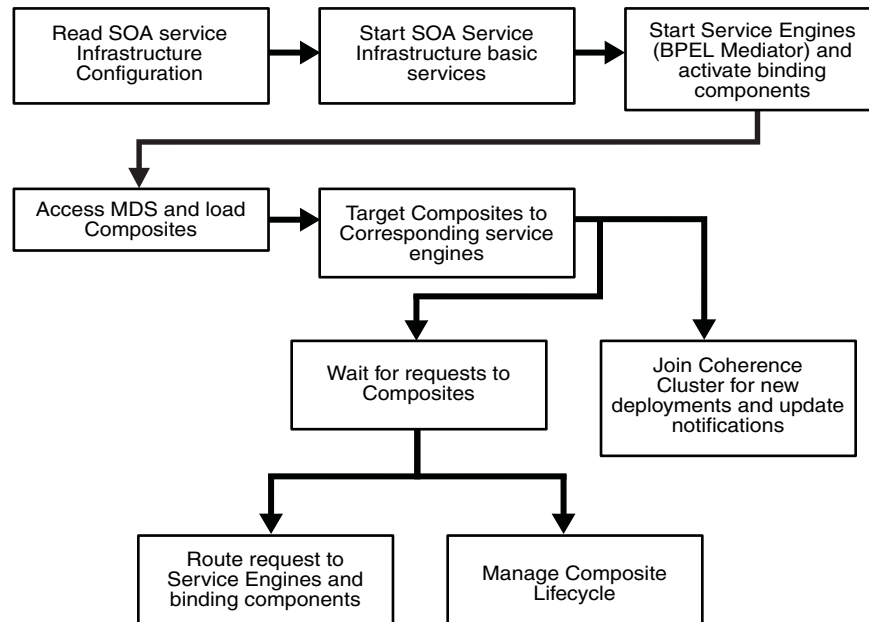 Read SOA service
Infrastructure
Configuration
Start SOA Service
Infrastructure basic
services
Start Service Engines
(BPEL Mediator) and
activate binding
components
Access MDS and load
Composites
Target Composites to
Corresponding service
engines
Wait for requests to
Composites
Join Coherence
Cluster for new
deployments and update
notifications
Route request to
Service Engines and
binding components
Manage Composite
Lifecycle